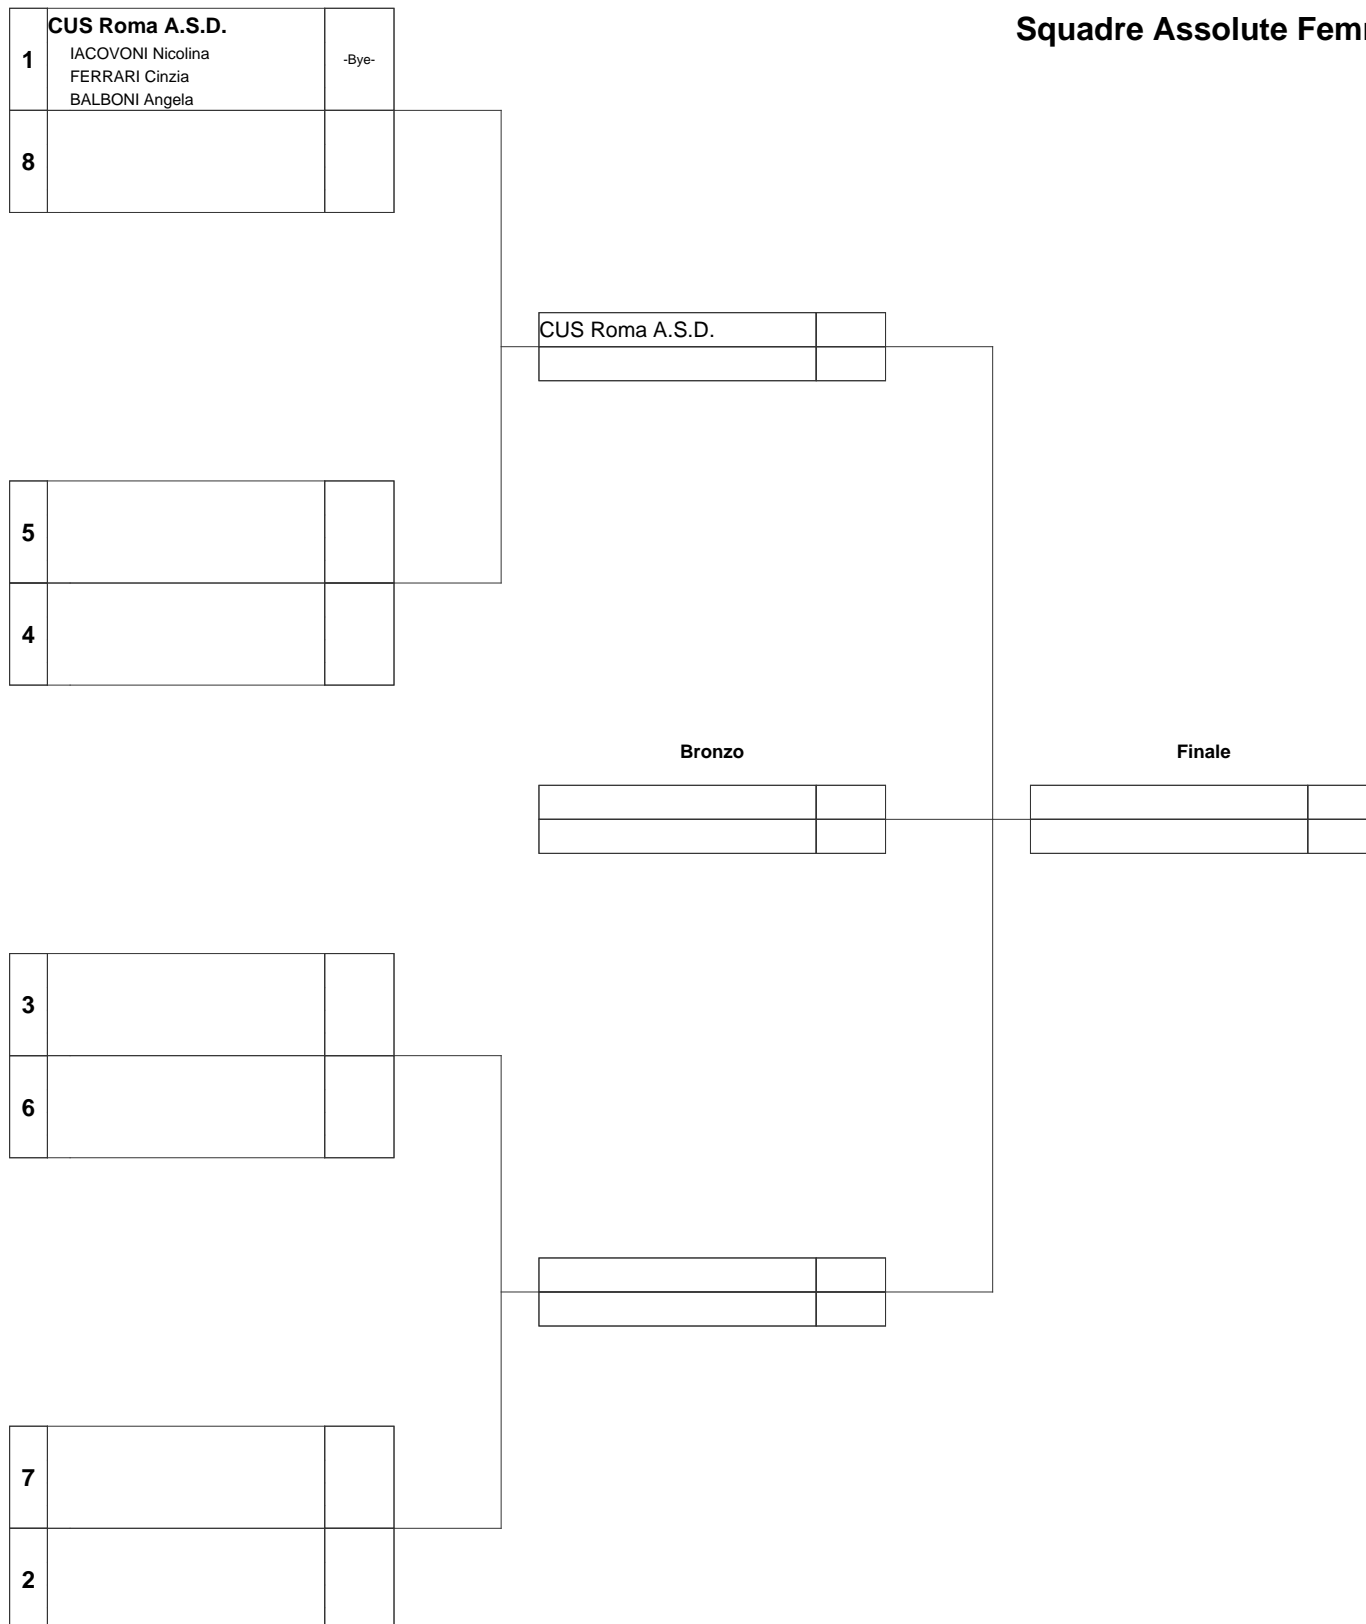 Squadre Assolute Fem
1
CUS Roma A.S.D.
IACOVONI Nicolina
FERRARI Cinzia
BALBONI Angela
-Bye-
8
CUS Roma A.S.D.
5
4
Bronzo
Finale
3
6
7
2